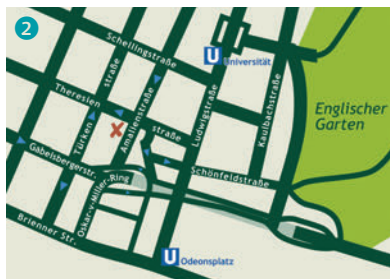 2
Schellingstraße
U Universität
straße
Theresien
straße
Türken
Amalienstraße
Ludwigstraße
Kaulbachstraße
Englischer
Garten
Gabelsbergerstr.
Schönfeldstraße
Oskar-v-Miller-Ring
Brienner Str.
U Odeonsplatz